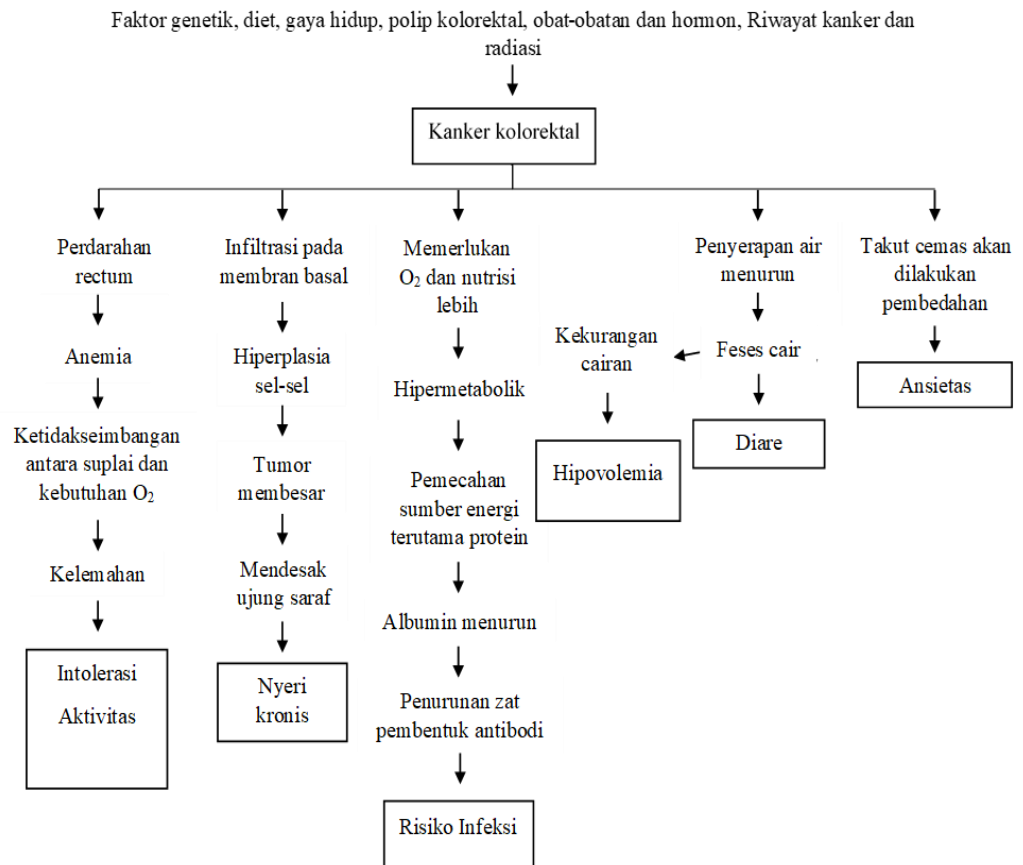 Faktor genetik, diet, gaya hidup, polip kolorektal, obat-obatan dan hormon, Riwayat kanker dan
radiasi
Kanker kolorektal
Perdarahan
rectum
Anemia
Ketidakseimbangan
antara suplai dan
kebutuhan O₂
Kelemahan
Intolerasi
Aktivitas
Infiltrasi pada
membran basal
Hiperplasia
sel-sel
Tumor
membesar
Mendesak
ujung saraf
Nyeri
kronis
Memerlukan
O₂ dan nutrisi
lebih
Hipermetabolik
Pemecahan
sumber energi
terutama protein
Albumin menurun
Penurunan zat
pembentuk antibodi
Risiko Infeksi
Penyerapan air
menurun
Feses cair
Kekurangan
cairan
Hipovolemia
Diare
Takut cemas akan
dilakukan
pembedahan
Ansietas